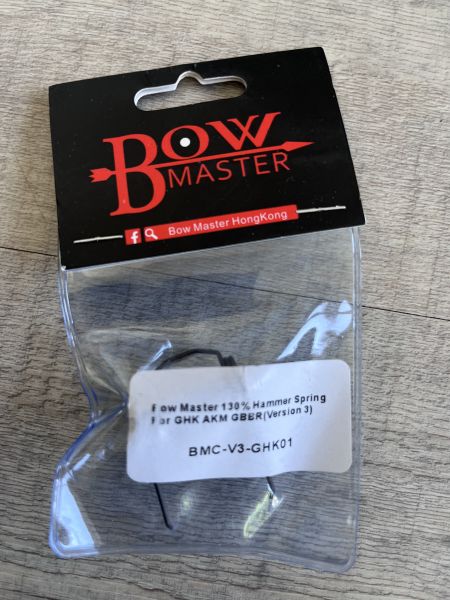 BOW
MASTER
Bow Master HongKong
Bow Master 130% Hammer Spring
For GHK AKM GBBR(Version 3)
BMC-V3-GHK01